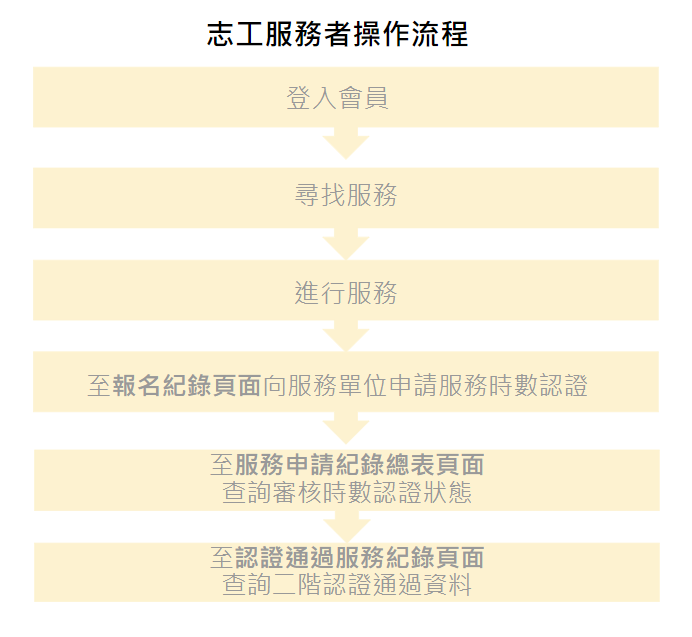 志工服務者操作流程
登入會員
尋找服務
進行服務
至報名紀錄頁面向服務單位申請服務時數認證
至服務申請紀錄總表頁面
查詢審核時數認證狀態
至認證通過服務紀錄頁面
查詢二階認證通過資料